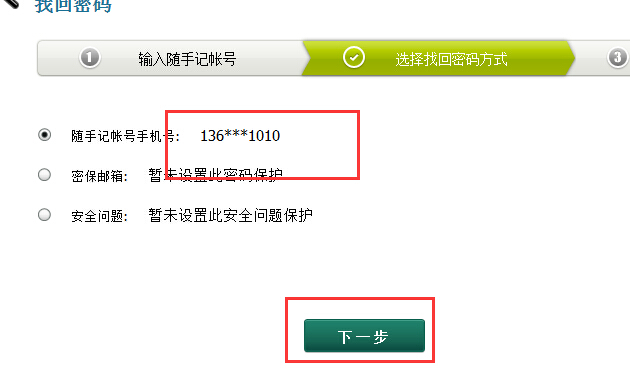 找回密码
1 输入随手记帐号 选择找回密码方式 3
随手记帐号手机号: 136***1010
密保邮箱: 暂未设置此密码保护
安全问题: 暂未设置此安全问题保护
下一步